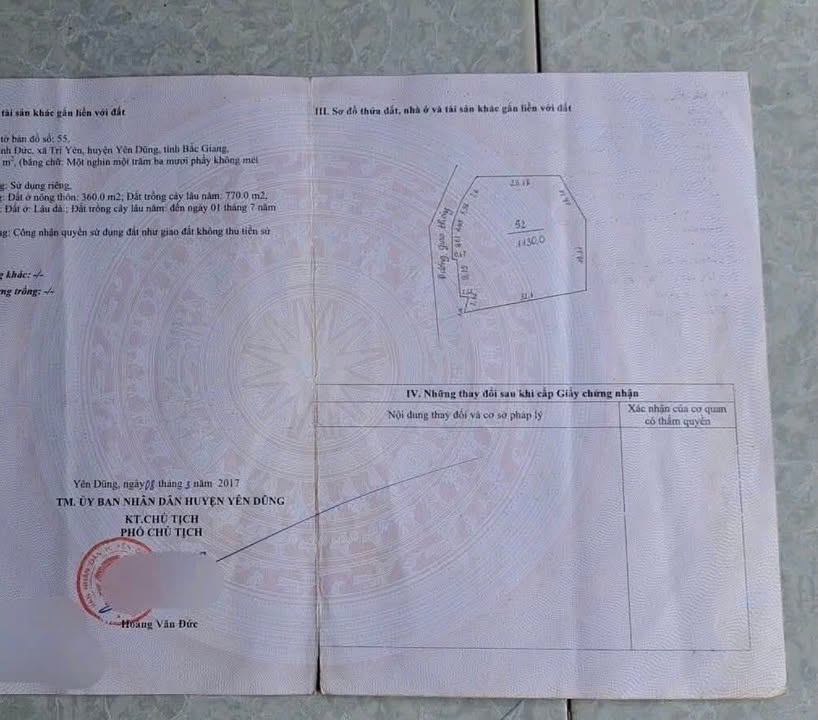 tài sản khác gắn liền với đất
tờ bản đồ số: 55,
nh Đức, xã Trí Yên, huyện Yên Dũng, tỉnh Bắc Giang,
m², (bằng chữ: Một nghìn một trăm ba mươi phẩy không mét
g: Sử dụng riêng,
g: Đất ở nông thôn: 360.0 m2; Đất trồng cây lâu năm: 770.0 m2,
: Đất ở: Lâu dà.; Đất trồng cây lâu năm: đến ngày 01 tháng 7 năm
ng: Công nhận quyền sử dụng đất như giao đất không thu tiền sử
g khác: -/-
ng trồng: -/-
Yên Dũng, ngày 08 tháng 3 năm 2017
TM. ỦY BAN NHÂN DÂN HUYỆN YÊN DŨNG
KT.CHỦ TỊCH
PHÓ CHỦ TỊCH
Hoàng Văn Đức
III. Sơ đồ thửa đất, nhà ở và tài sản khác gắn liền với đất
Đường giao thông
52
1130,0
IV. Những thay đổi sau khi cấp Giấy chứng nhận
Nội dung thay đổi và cơ sở pháp lý
Xác nhận của cơ quan
có thẩm quyền